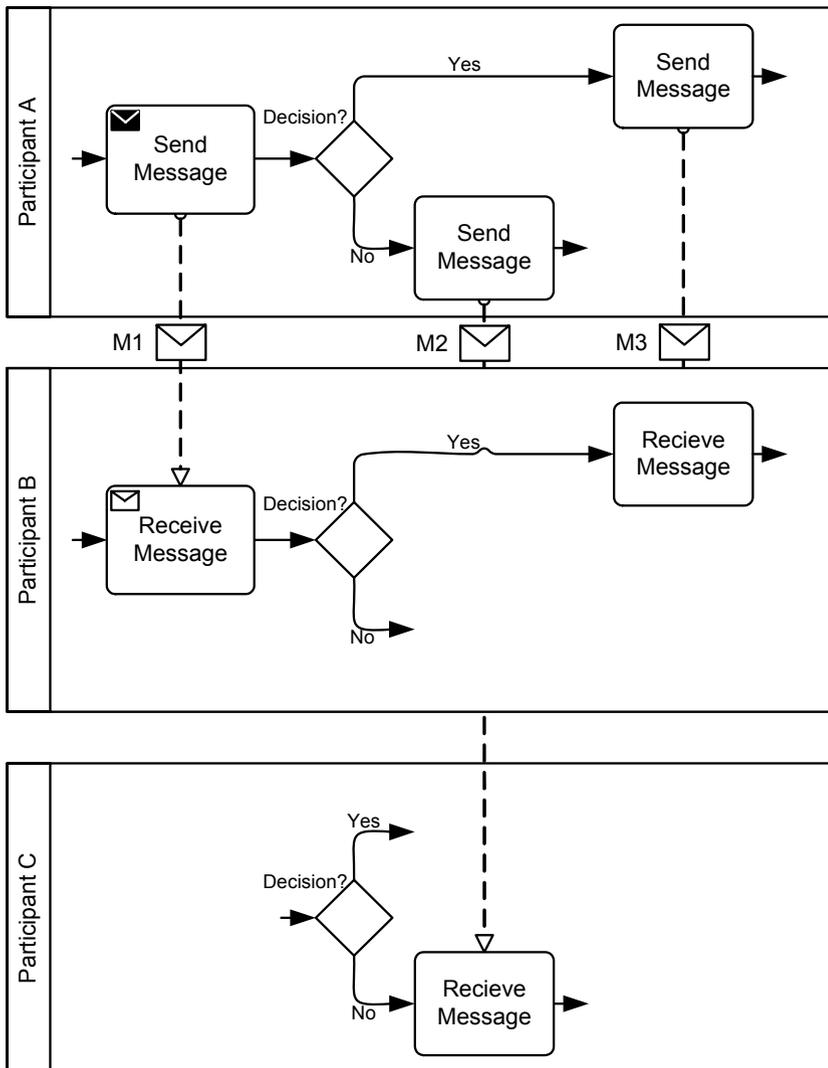 Participant A
Send
Message
Decision?
Yes
Send
Message
No
Send
Message
M1
M2
M3
Participant B
Receive
Message
Decision?
Yes
Recieve
Message
No
Participant C
Yes
Decision?
No
Recieve
Message